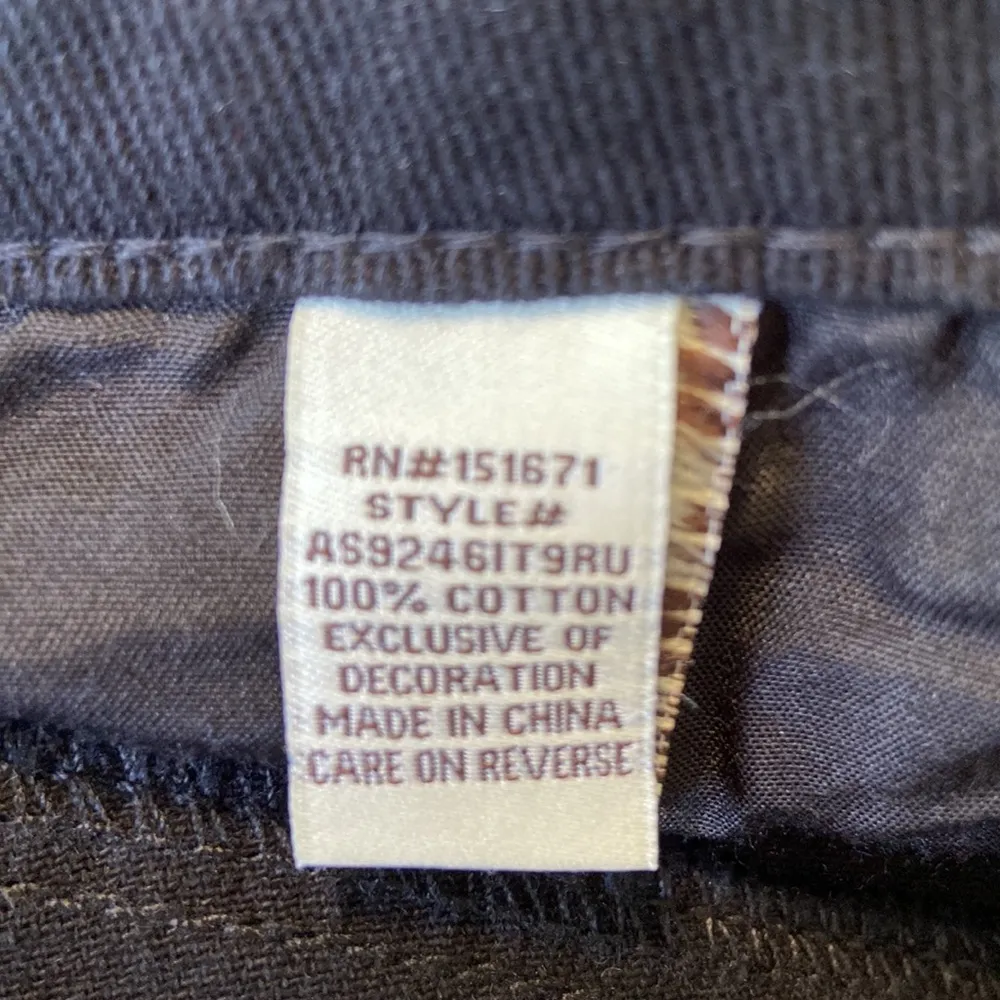 RN#151671
STYLE#
AS9246IT9RU
100% COTTON
EXCLUSIVE OF
DECORATION
MADE IN CHINA
CARE ON REVERSE